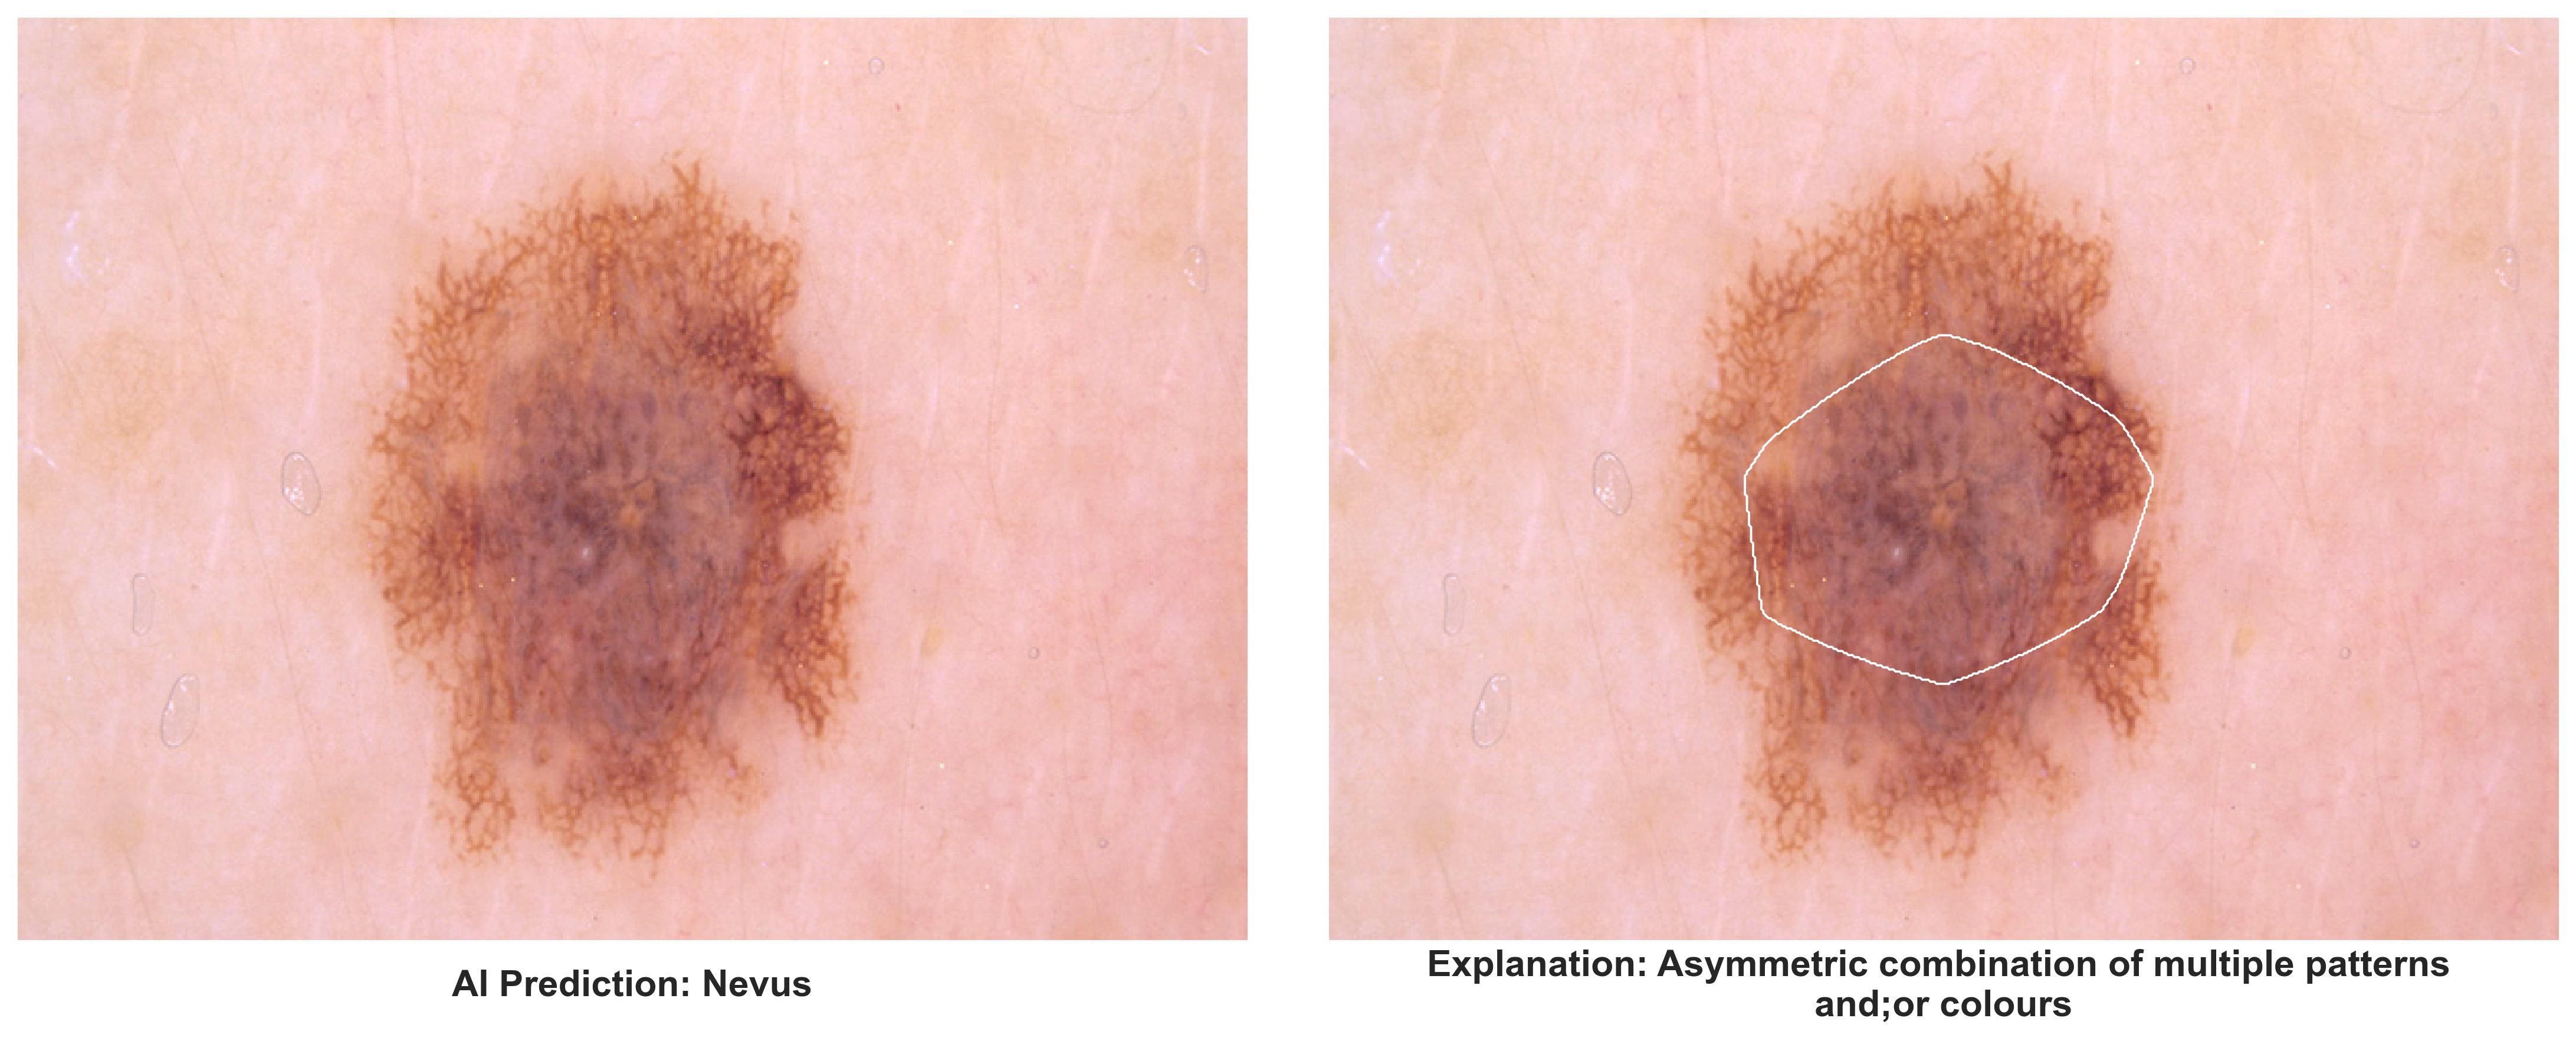 AI Prediction: Nevus
Explanation: Asymmetric combination of multiple patterns
and;or colours